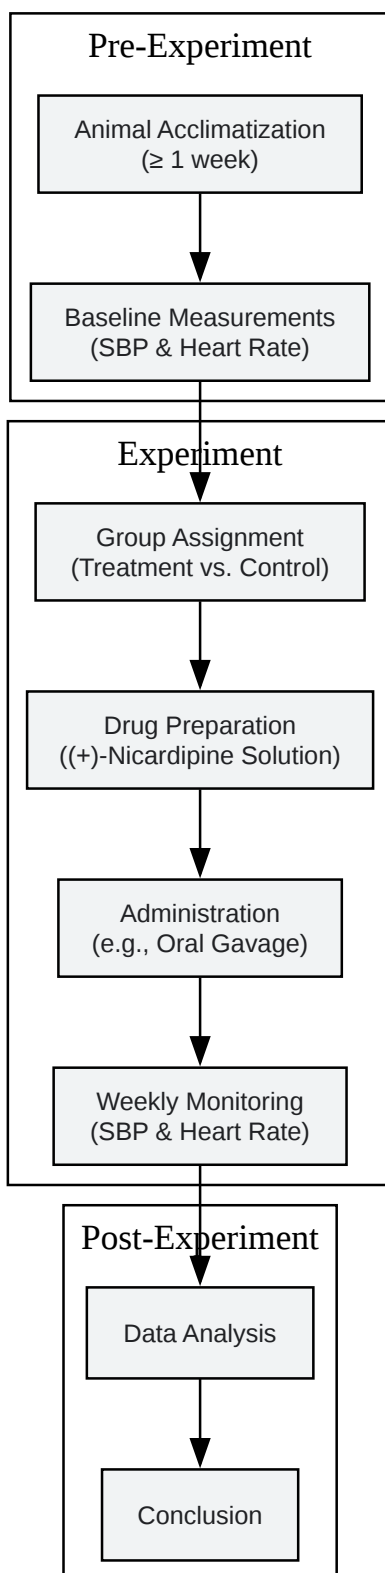 Pre-Experiment
Animal Acclimatization
(≥ 1 week)
Baseline Measurements
(SBP & Heart Rate)
Experiment
Group Assignment
(Treatment vs. Control)
Drug Preparation
((+)-Nicardipine Solution)
Administration
(e.g., Oral Gavage)
Weekly Monitoring
(SBP & Heart Rate)
Post-Experiment
Data Analysis
Conclusion